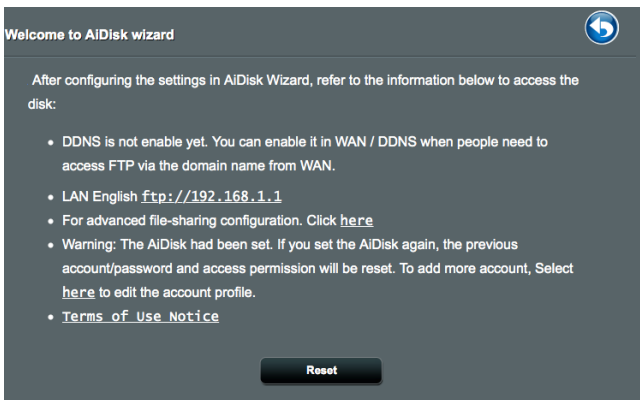 Welcome to AiDisk wizard
After configuring the settings in AiDisk Wizard, refer to the information below to access the
disk:
• DDNS is not enable yet. You can enable it in WAN / DDNS when people need to
access FTP via the domain name from WAN.
• LAN English ftp://192.168.1.1
• For advanced file-sharing configuration. Click here
• Warning: The AiDisk had been set. If you set the AiDisk again, the previous
account/password and access permission will be reset. To add more account, Select
here to edit the account profile.
• Terms of Use Notice
Reset